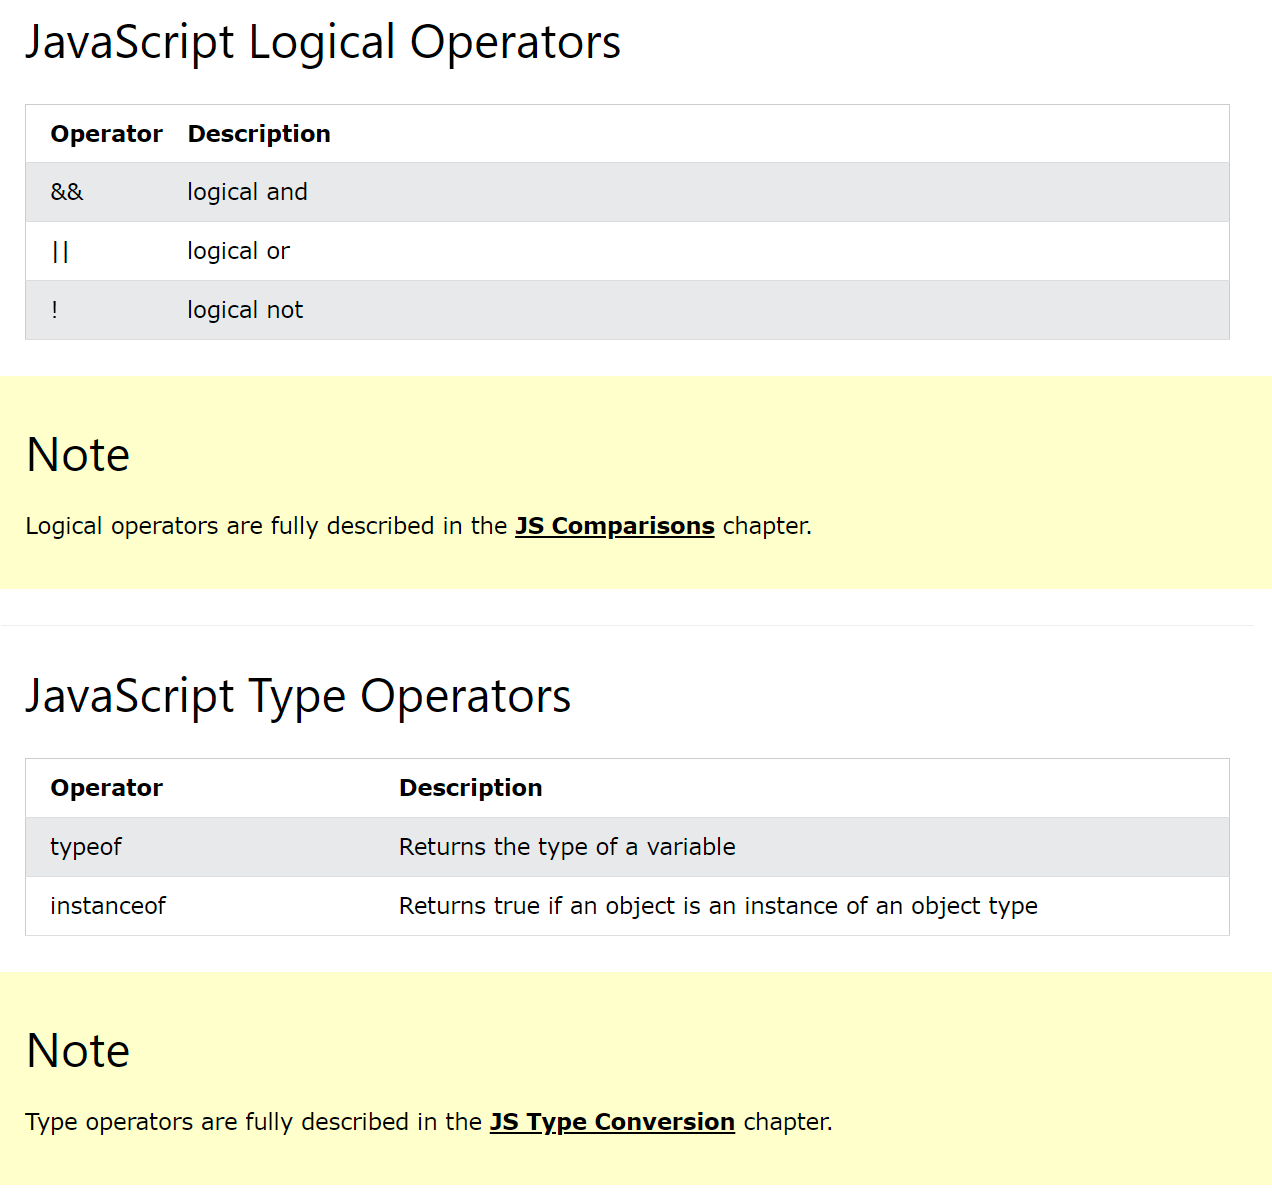 JavaScript Logical Operators
Operator Description
&& logical and
|| logical or
! logical not
Note
Logical operators are fully described in the JS Comparisons chapter.
JavaScript Type Operators
Operator Description
typeof Returns the type of a variable
instanceof Returns true if an object is an instance of an object type
Note
Type operators are fully described in the JS Type Conversion chapter.